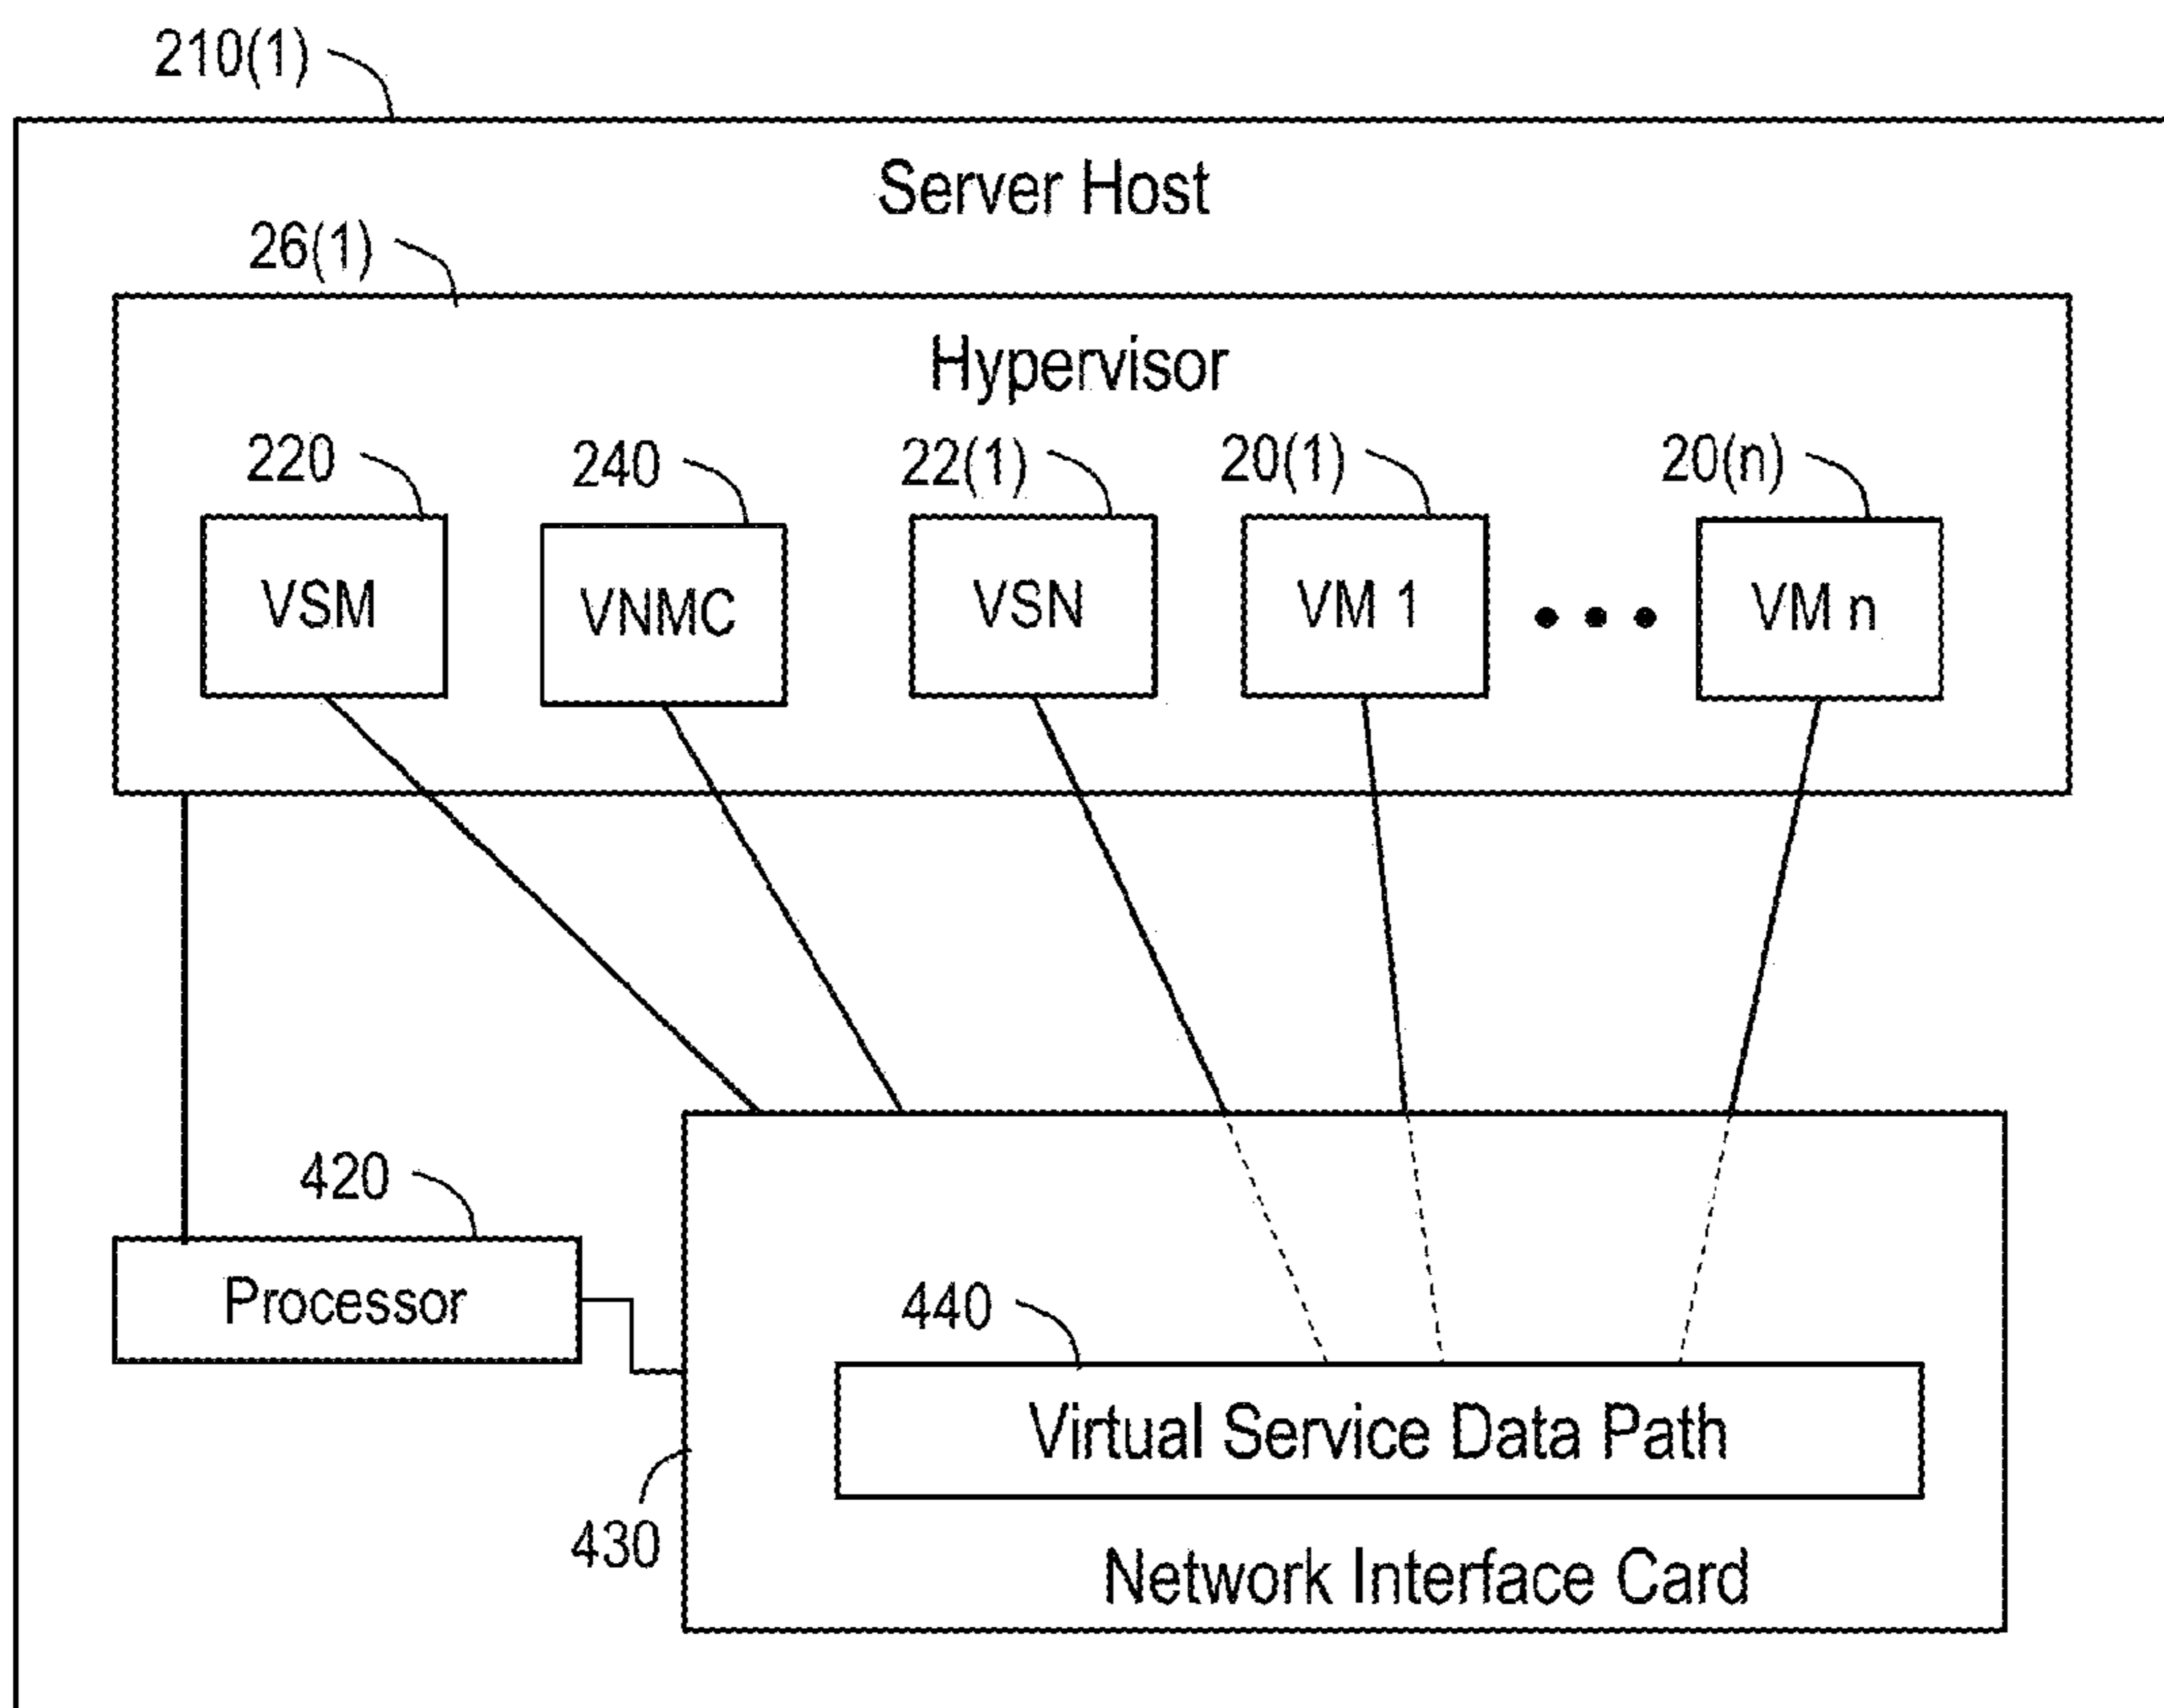 210(1)
Server Host
26(1)
Hypervisor
220
240
22(1)
20(1)
20(n)
VSM
VNMC
VSN
VM 1
VM n
420
Processor
440
Virtual Service Data Path
430
Network Interface Card